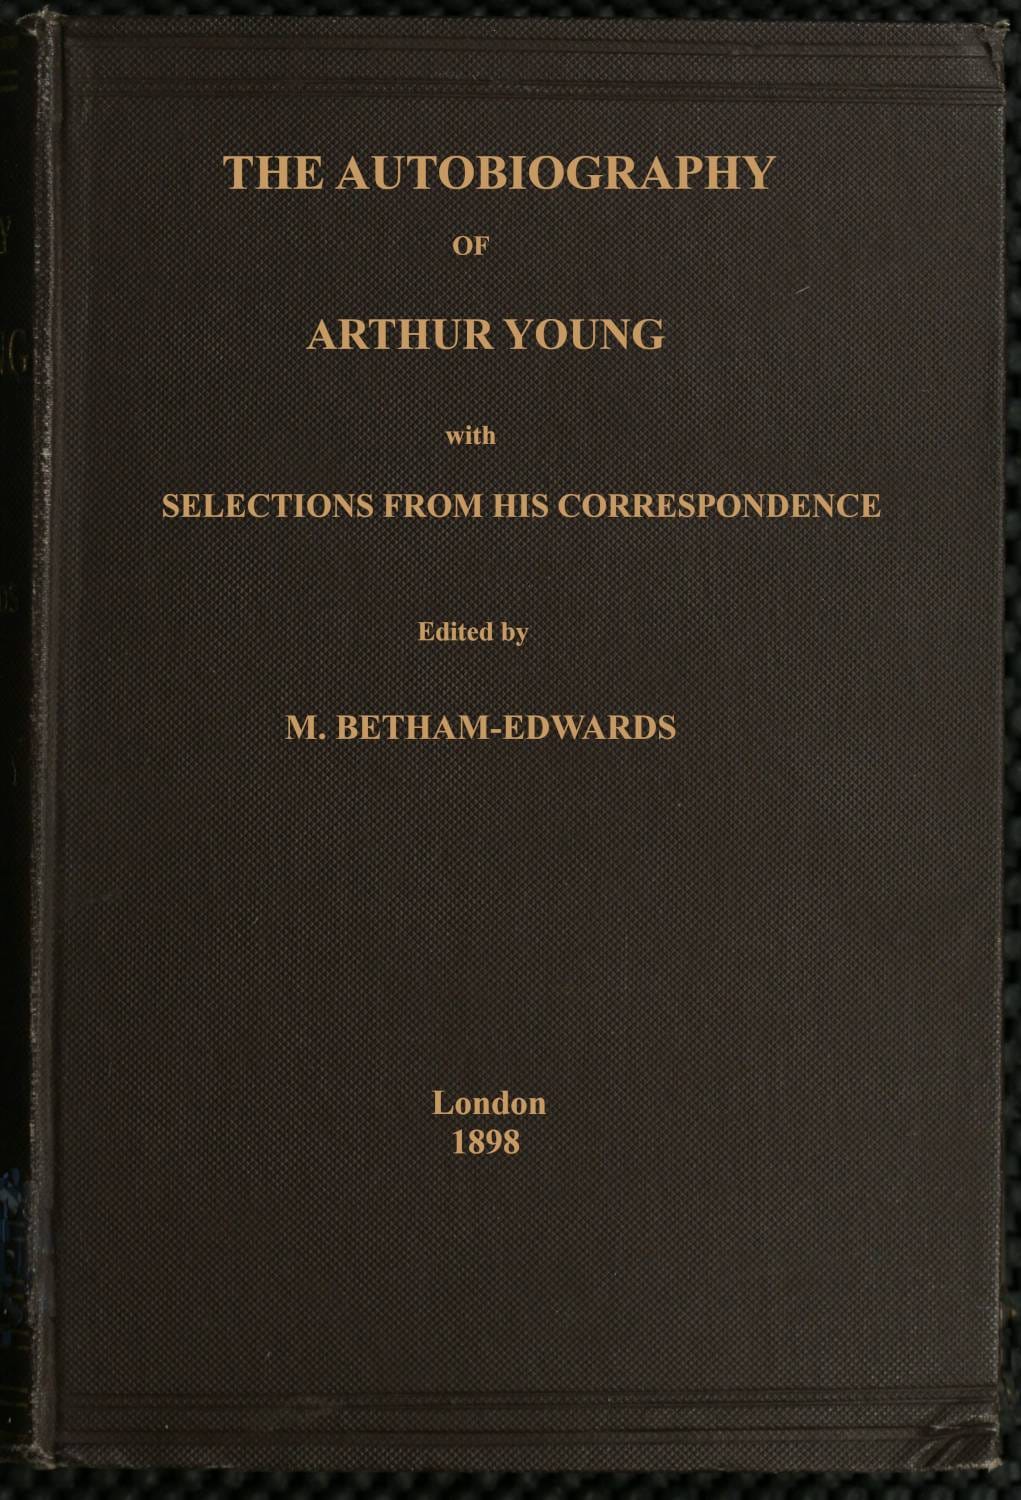 THE AUTOBIOGRAPHY
OF
ARTHUR YOUNG
with
SELECTIONS FROM HIS CORRESPONDENCE
Edited by
M. BETHAM-EDWARDS
London
1898